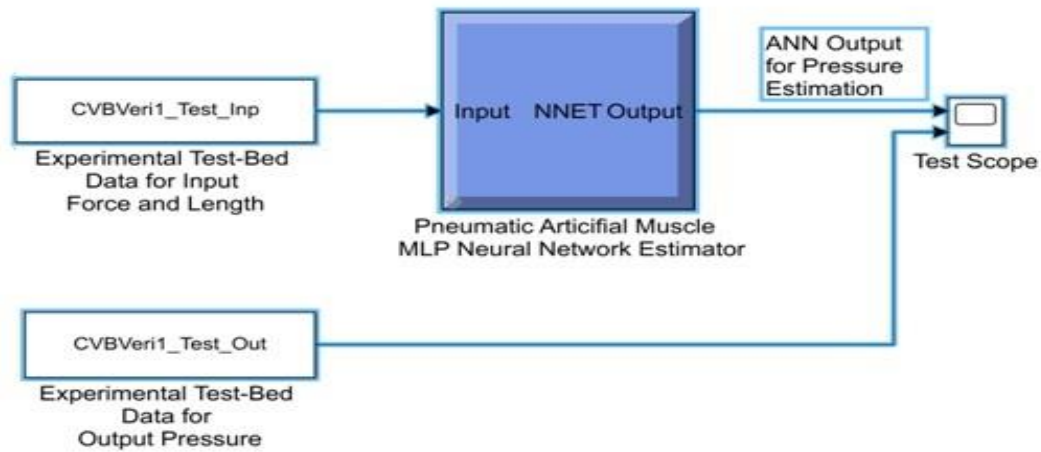 ANN Output
for Pressure
Estimation
CVBVeri1_Test_Inp
Input NNET Output
Experimental Test-Bed
Data for Input
Force and Length
Test Scope
Pneumatic Articifial Muscle
MLP Neural Network Estimator
CVBVeri1_Test_Out
Experimental Test-Bed
Data for
Output Pressure